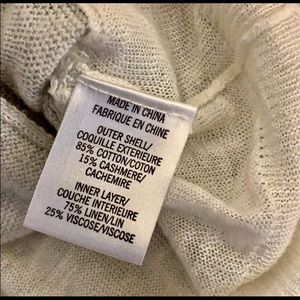 MADE IN CHINA
FABRIQUE EN CHINE
OUTER SHELL/
COQUILLE EXTERIEURE
85% COTTON/COTON
15% CASHMERE/
CACHEMIRE
INNER LAYER/
COUCHE INTERIEURE
75% LINEN/LIN
25% VISCOSE/VISCOSE